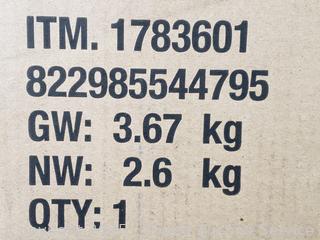 ITM. 1783601
822985544795
GW: 3.67 kg
NW: 2.6 kg
QTY: 1